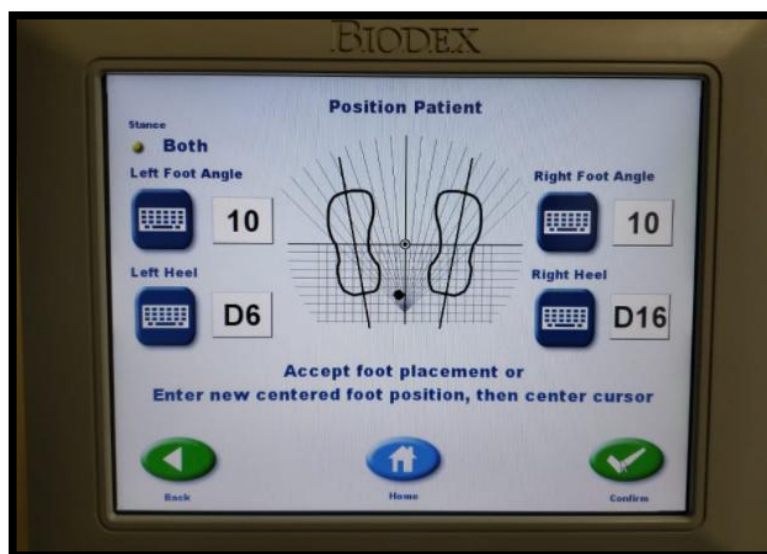 BIODEX
Position Patient
Stance
Both
Left Foot Angle
10
Right Foot Angle
10
Left Heel
D6
Right Heel
D16
Accept foot placement or
Enter new centered foot position, then center cursor
Back
Home
Confirm